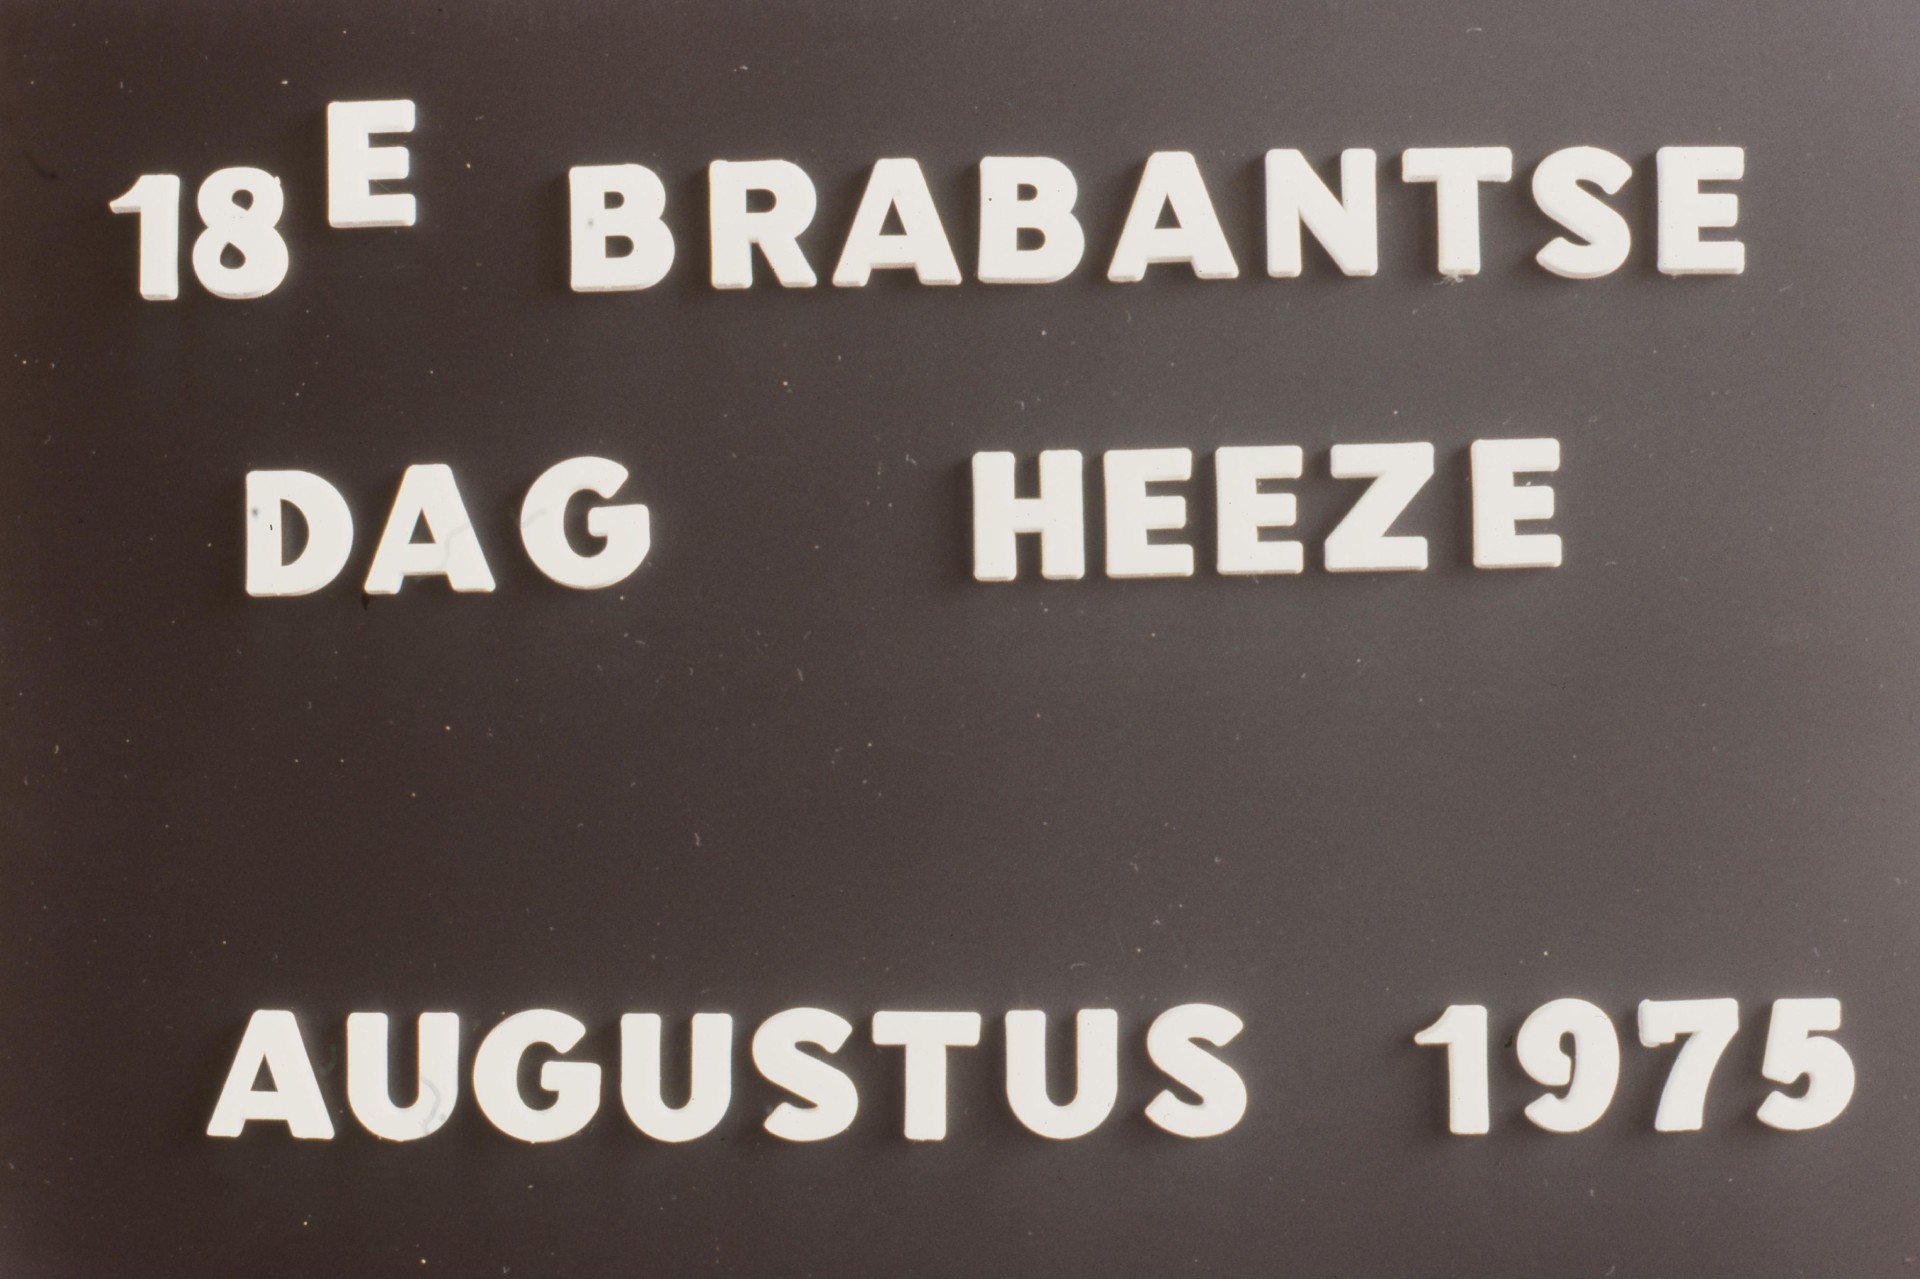 18E BRABANTSE
DAG HEEZE
AUGUSTUS 1975